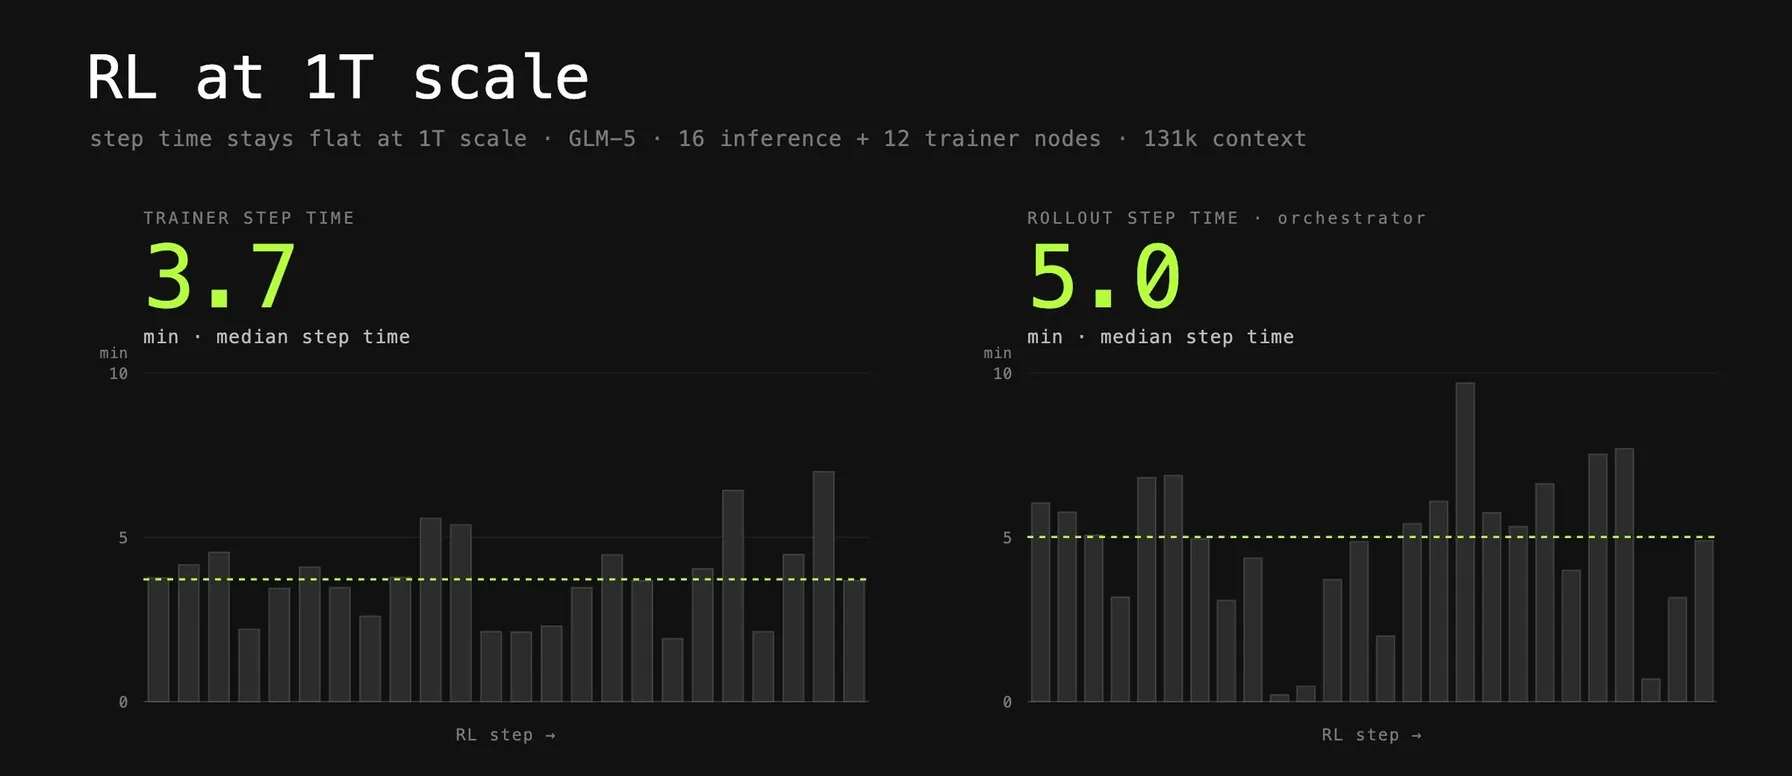 RL at 1T scale
step time stays flat at 1T scale · GLM-5 · 16 inference + 12 trainer nodes · 131k context
TRAINER STEP TIME
3.7
min · median step time
min
10
5
0
RL step →
ROLLOUT STEP TIME · orchestrator
5.0
min · median step time
min
10
5
0
RL step →